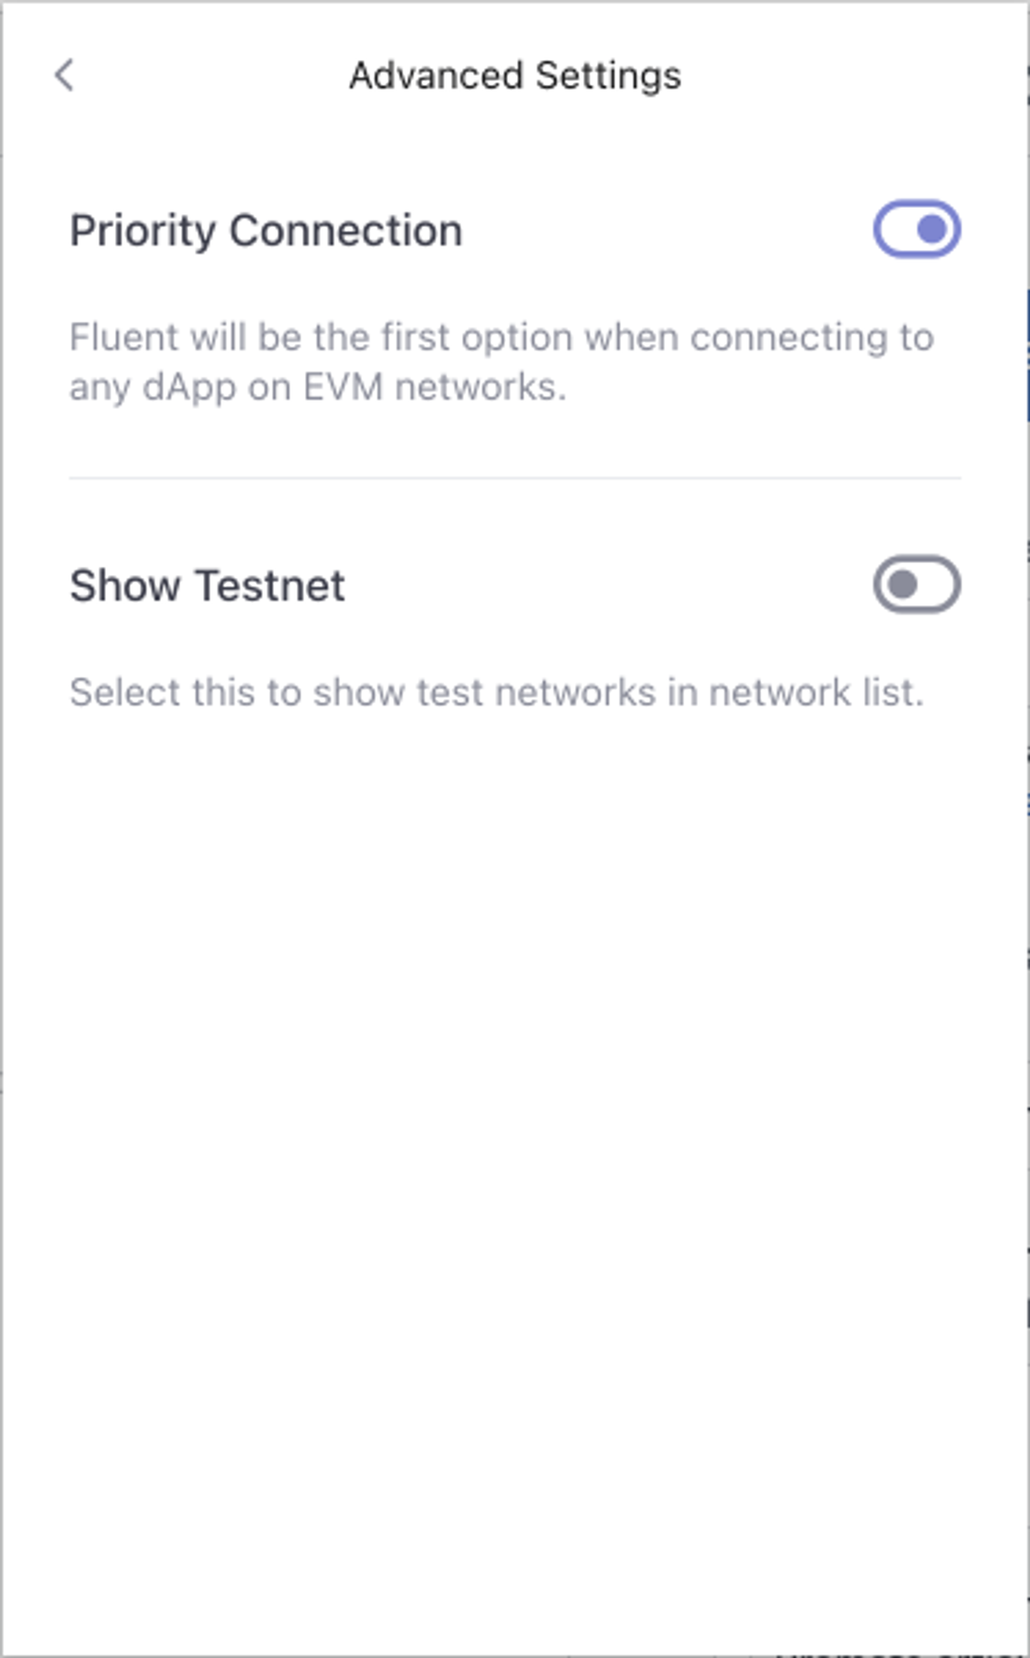 Advanced Settings
Priority Connection
Fluent will be the first option when connecting to
any dApp on EVM networks.
Show Testnet
Select this to show test networks in network list.